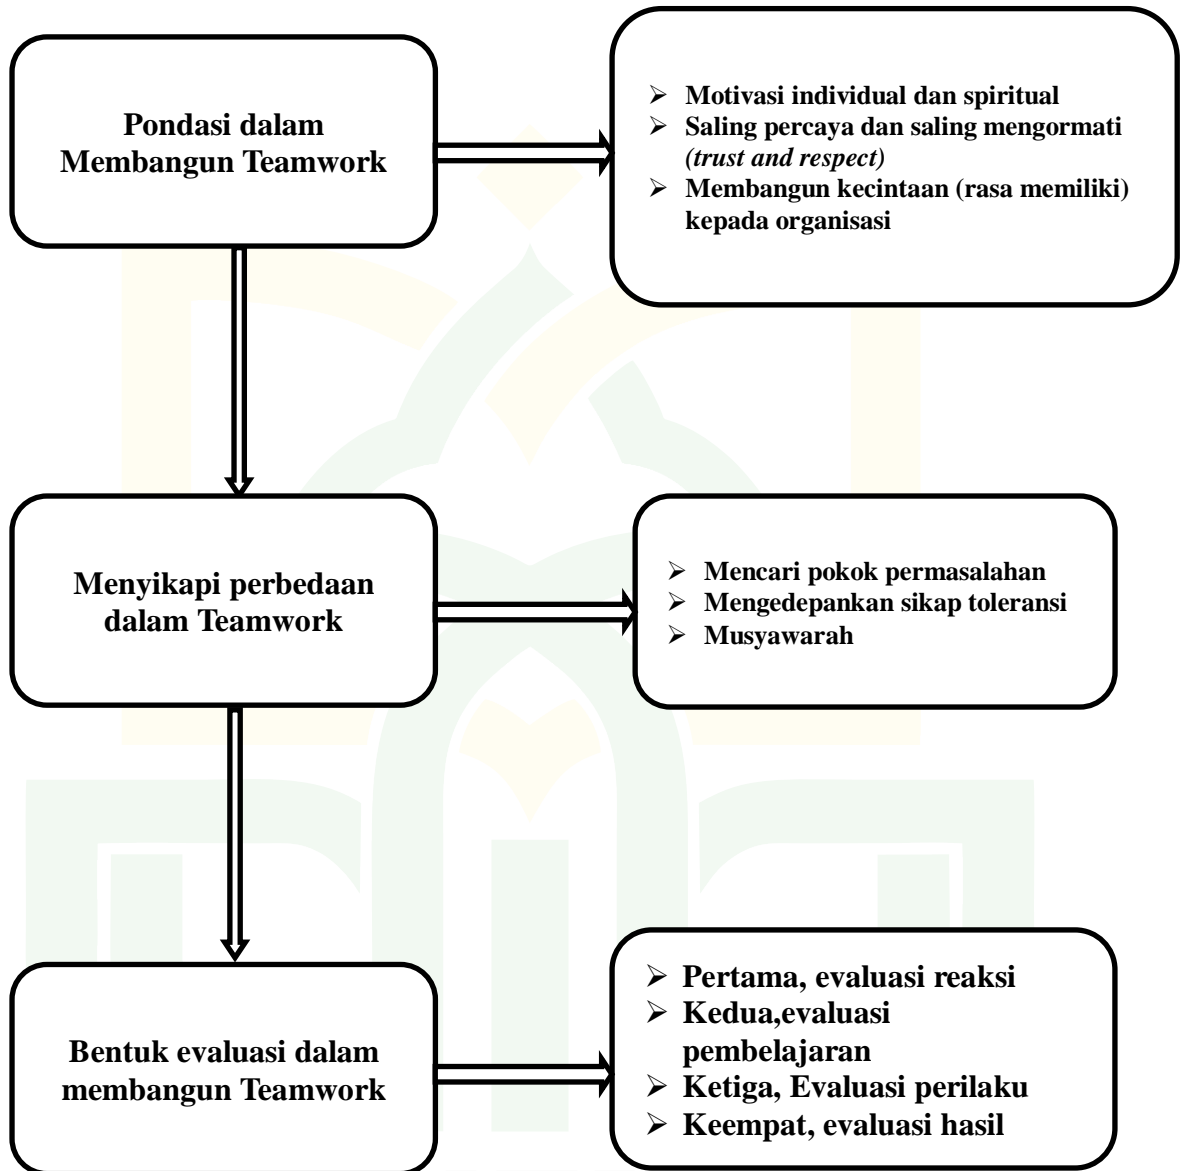 Pondasi dalam
Membangun Teamwork
➢ Motivasi individual dan spiritual
➢ Saling percaya dan saling mengormati
(trust and respect)
➢ Membangun kecintaan (rasa memiliki)
kepada organisasi
Menyikapi perbedaan
dalam Teamwork
➢ Mencari pokok permasalahan
➢ Mengedepankan sikap toleransi
➢ Musyawarah
Bentuk evaluasi dalam
membangun Teamwork
➢ Pertama, evaluasi reaksi
➢ Kedua,evaluasi
pembelajaran
➢ Ketiga, Evaluasi perilaku
➢ Keempat, evaluasi hasil